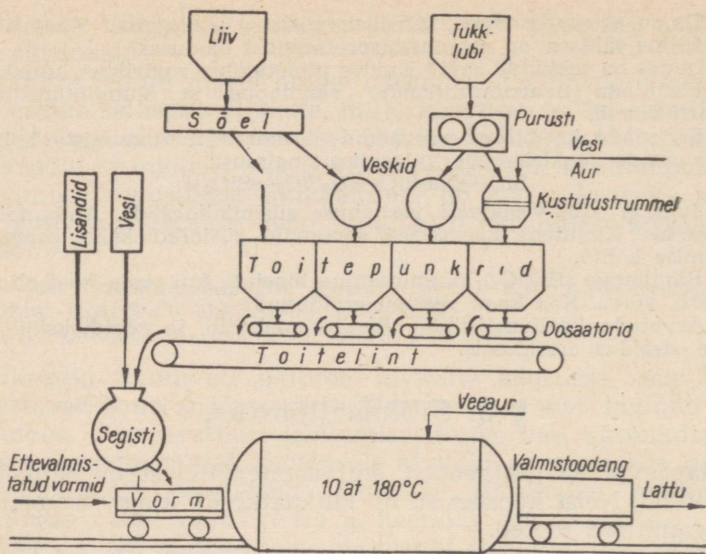 Liiv
Tükk-
lubi
Sõel
Purusti
Vesi
Aur
Veskid
Kustutustrummel
Lisandid
Vesi
Toitepunkrid
Dosaatorid
Toitelint
Segisti
Veeaur
Ettevalmis-
tatud vormid
Vorm
10 at 180°C
Valmistoodang
Lattu